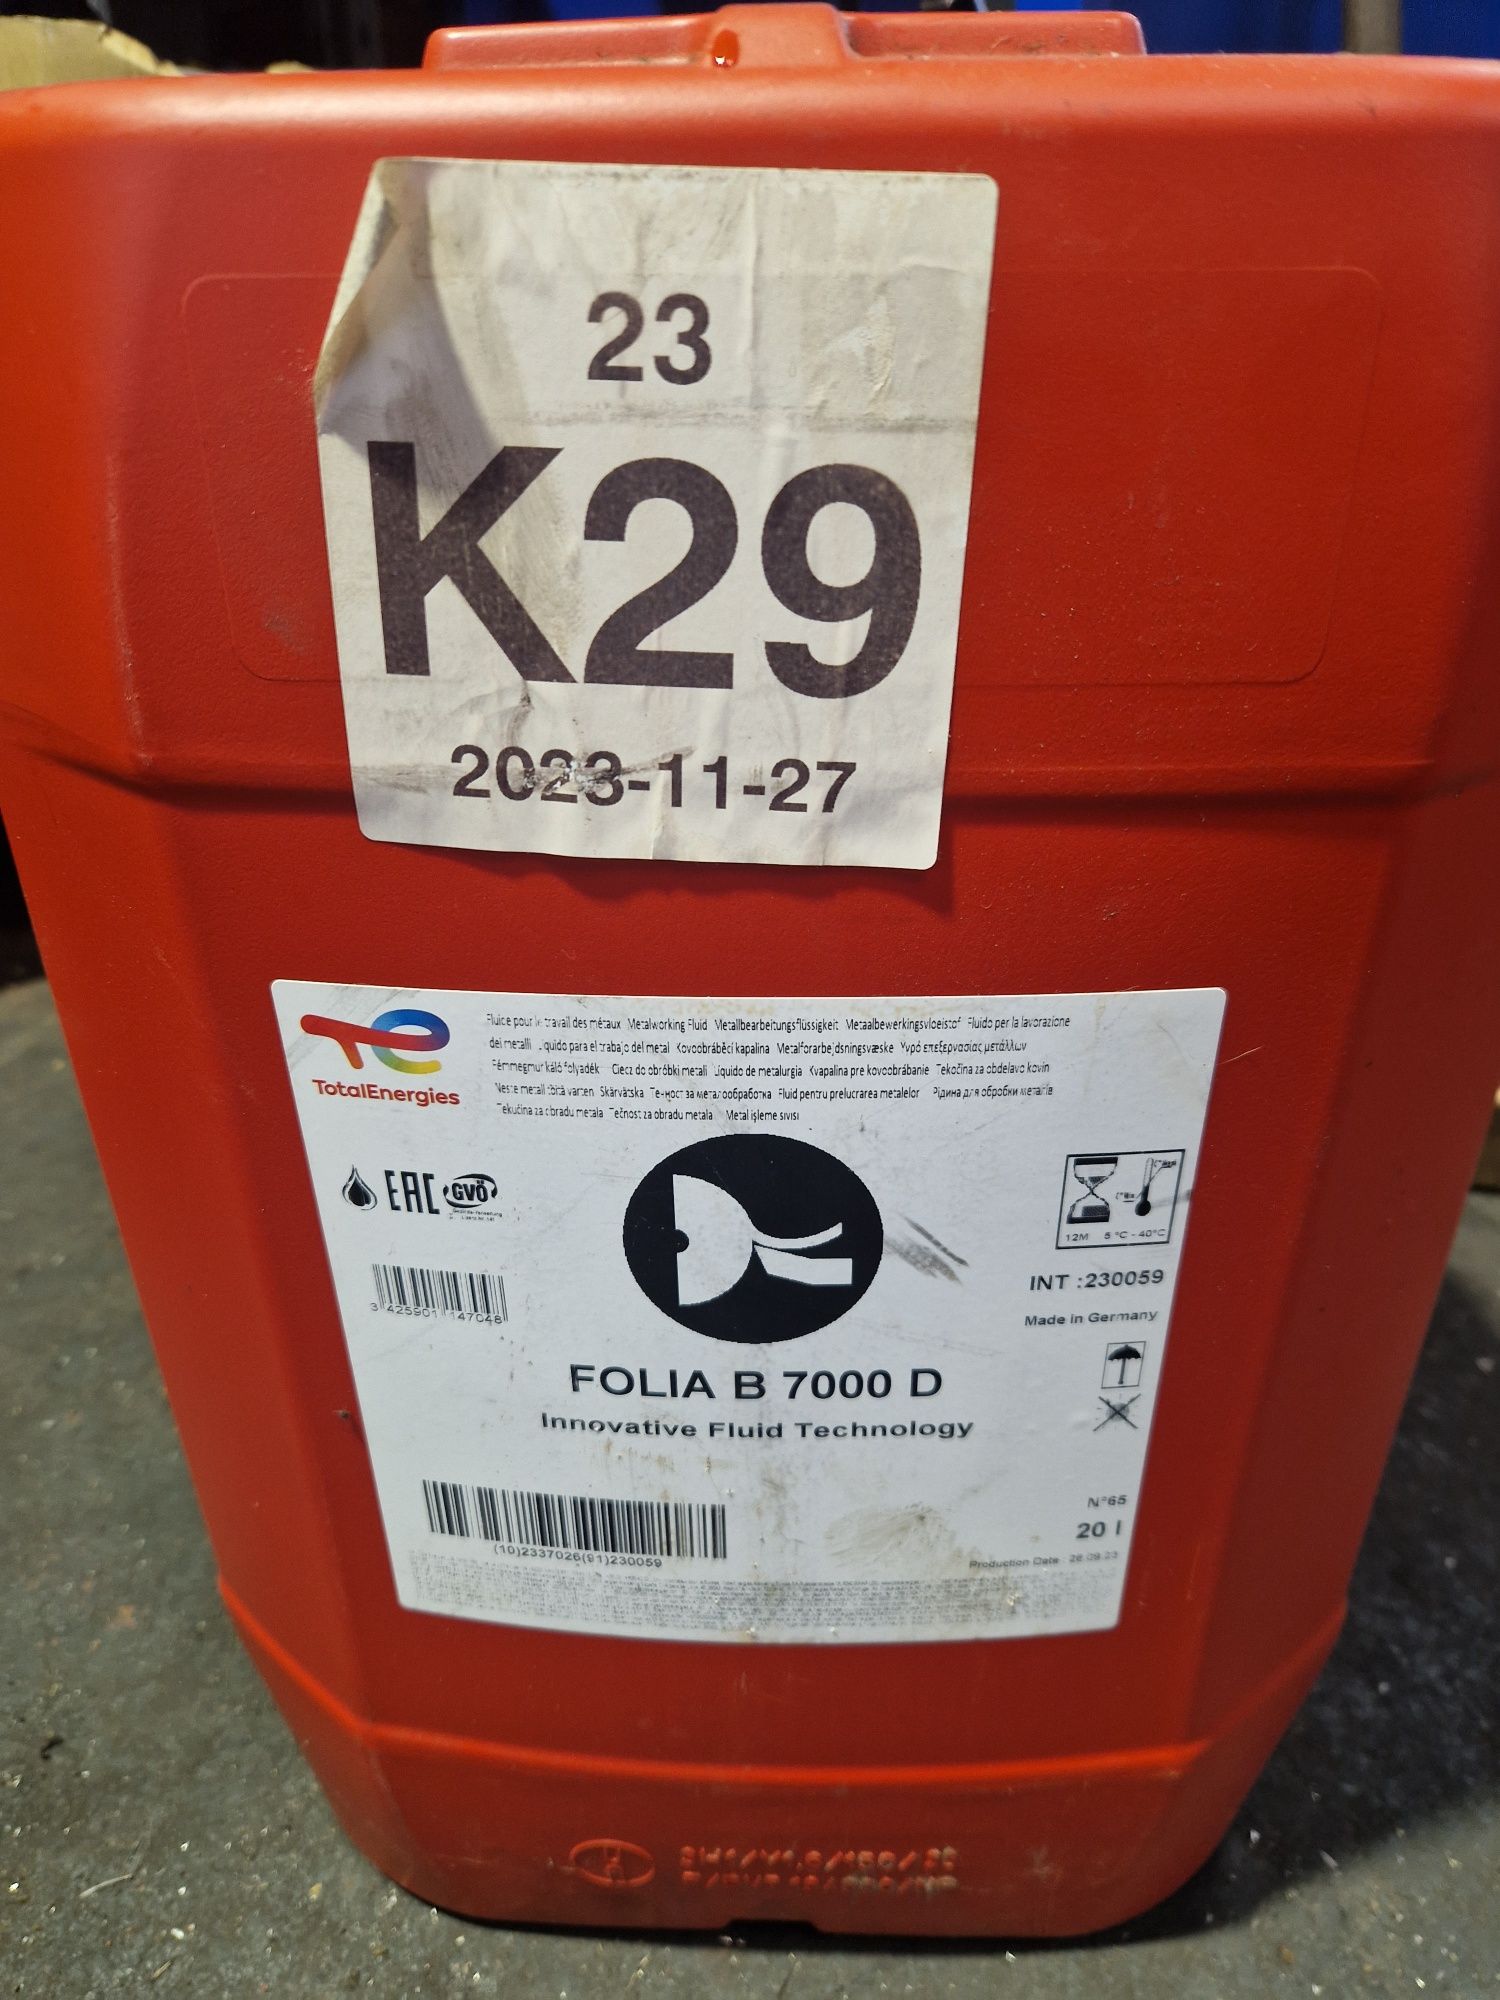 23
K29
2023-11-27
TotalEnergies
Fluide pour le travail des métaux Metalworking Fluid Metallbearbeitungsflüssigkeit Metaalbewerkingsvloeistof Fluido per la lavorazione
dei metalli Líquido para el trabajo del metal Kovoobráběcí kapalina Metalforarbejdsningsvæske Υγρό επεξεργασίας μετάλλων
Fémmegmunkáló folyadék Ciecz do obróbki metali Líquido de metalurgia Kvapalina pre kovoobrábanie Tekočina za obdelavo kovin
Neste metallitöitä varten Skärvätska Течност за металообработка Fluid pentru prelucrarea metalelor Рідина для обробки металів
Tekućina za obradu metala Tečnost za obradu metala Metal işleme sıvısı
EAC
GVÖ
12M 5 °C - 40°C
3 425901 147048
INT :230059
Made in Germany
FOLIA B 7000 D
Innovative Fluid Technology
N°65
20 l
(10)2337026(91)230059
Production Date 26.09.23